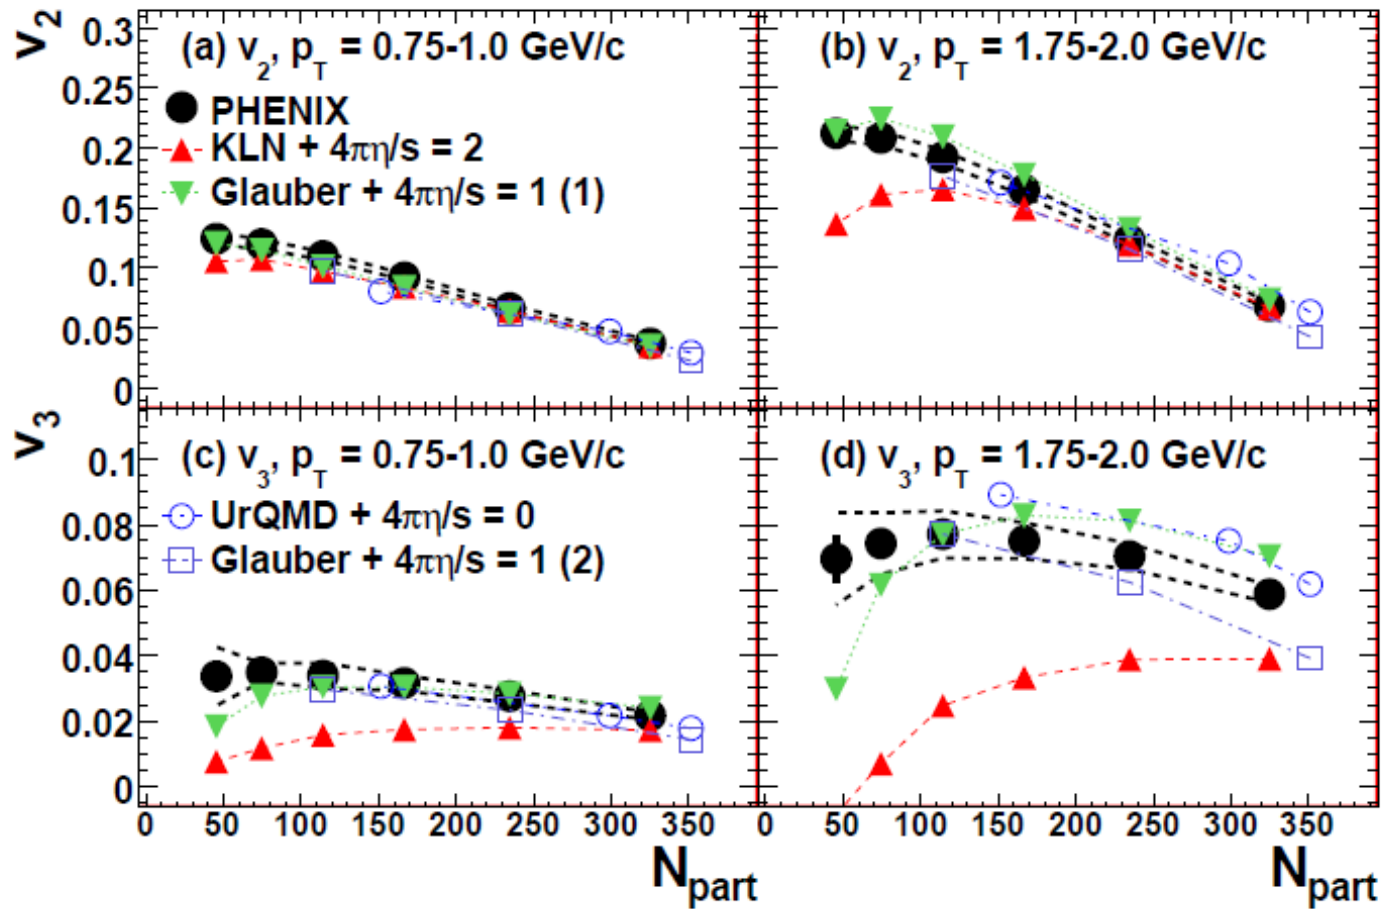 v2
0.3
0.25
0.2
0.15
0.1
0.05
0
(a) v2, pT = 0.75-1.0 GeV/c
PHENIX
KLN + 4πη/s = 2
Glauber + 4πη/s = 1 (1)
(b) v2, pT = 1.75-2.0 GeV/c
v3
0.1
0.08
0.06
0.04
0.02
0
(c) v3, pT = 0.75-1.0 GeV/c
UrQMD + 4πη/s = 0
Glauber + 4πη/s = 1 (2)
(d) v3, pT = 1.75-2.0 GeV/c
0 50 100 150 200 250 300 350
0 50 100 150 200 250 300 350
Npart
Npart